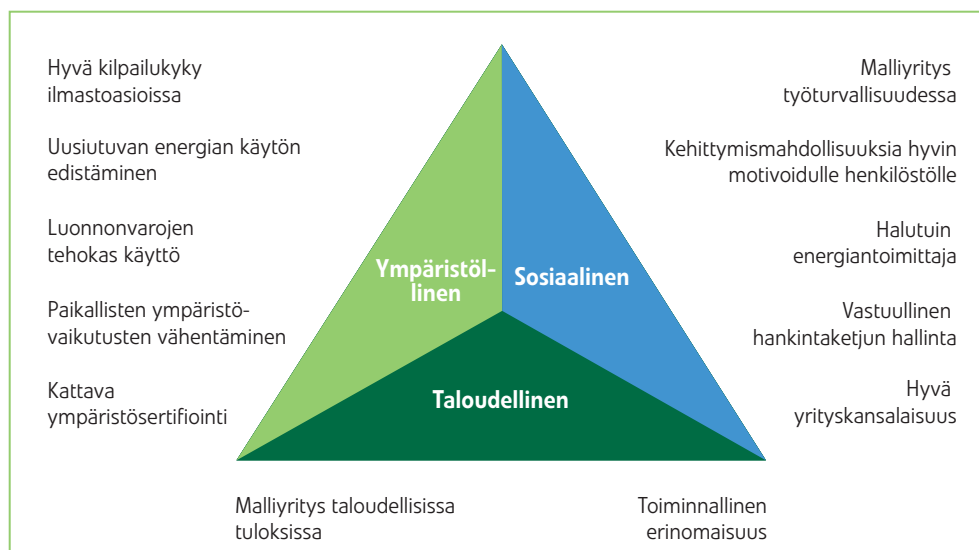 Hyvä kilpailukyky
ilmastoasioissa
Uusiutuvan energian käytön
edistäminen
Luonnonvarojen
tehokas käyttö
Paikallisten ympäristö-
vaikutusten vähentäminen
Kattava
ympäristösertifiointi
Ympäristöl-
linen
Sosiaalinen
Taloudellinen
Malliyritys
työturvallisuudessa
Kehittymismahdollisuuksia hyvin
motivoidulle henkilöstölle
Halutuin
energiantoimittaja
Vastuullinen
hankintaketjun hallinta
Hyvä
yrityskansalaisuus
Malliyritys taloudellisissa
tuloksissa
Toiminnallinen
erinomaisuus